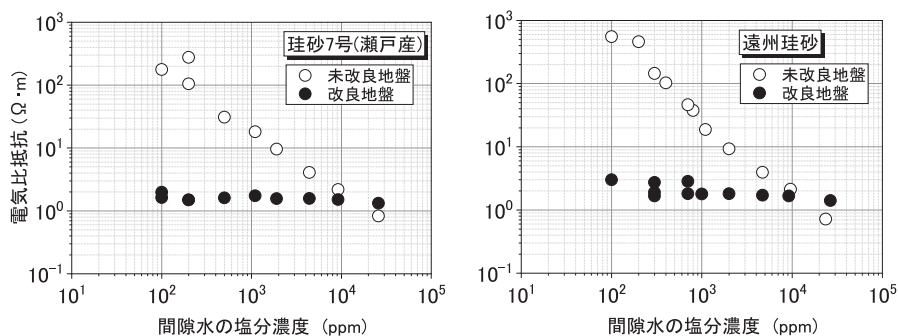 珪砂7号(瀬戸産)
未改良地盤
改良地盤
電気比抵抗 (Ω・m)
10³
10²
10¹
10⁰
10⁻¹
10¹ 10² 10³ 10⁴ 10⁵
間隙水の塩分濃度 (ppm)
遠州珪砂
未改良地盤
改良地盤
10³
10²
10¹
10⁰
10⁻¹
10¹ 10² 10³ 10⁴ 10⁵
間隙水の塩分濃度 (ppm)